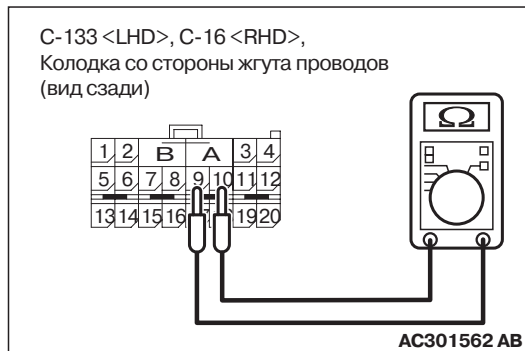 C-133 <LHD>, C-16 <RHD>,
Колодка со стороны жгута проводов
(вид сзади)
Ω
1 2 B A 3 4
5 6 7 8 9 10 11 12
13 14 15 16 19 20
AC301562 AB